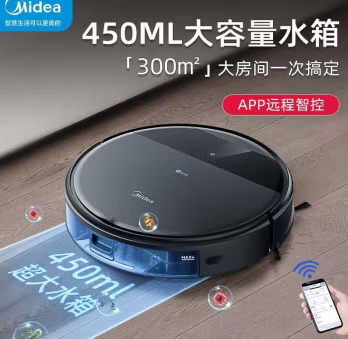 Midea
智慧生活可以更美的
450ML大容量水箱
「300m²」大房间一次搞定
APP远程智控
Midea
450ml
超大水箱